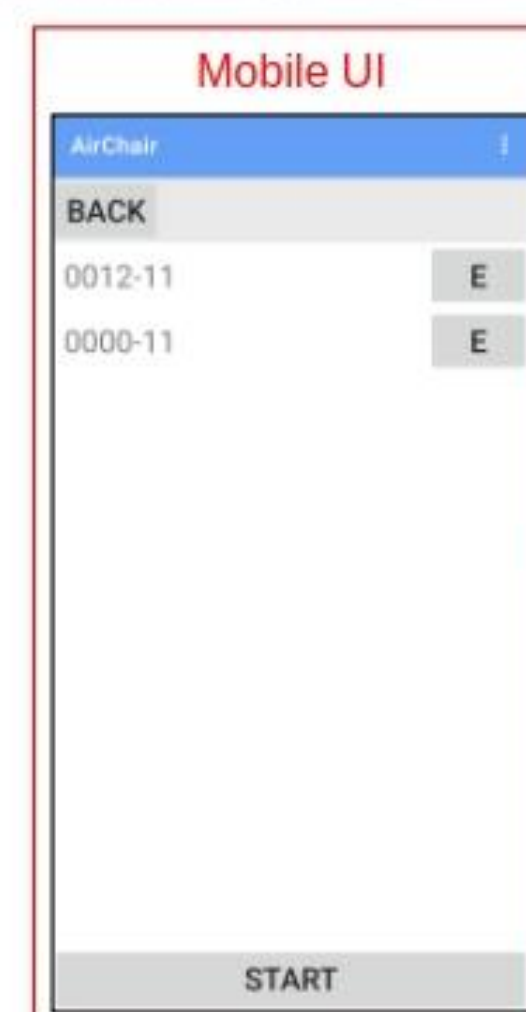 Mobile UI
AirChair
BACK
0012-11 E
0000-11 E
START